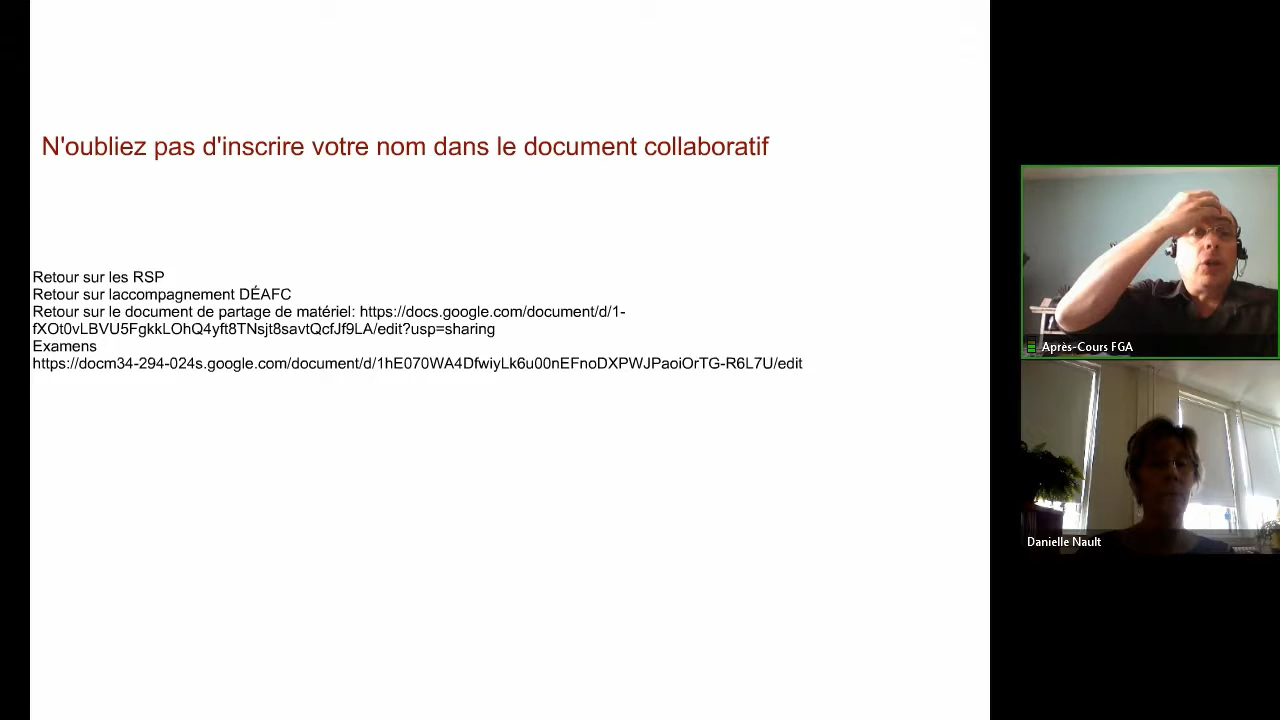 N'oubliez pas d'inscrire votre nom dans le document collaboratif
Retour sur les RSP
Retour sur laccompagnement DÉAFC
Retour sur le document de partage de matériel: https://docs.google.com/document/d/1-
fXOt0vLBVU5FgkkLOhQ4yft8TNsjt8savtQcfJf9LA/edit?usp=sharing
Examens
https://docm34-294-024s.google.com/document/d/1hE070WA4DfwiyLk6u00nEFnoDXPWJPaoiOrTG-R6L7U/edit
Après-Cours FGA
Danielle Nault